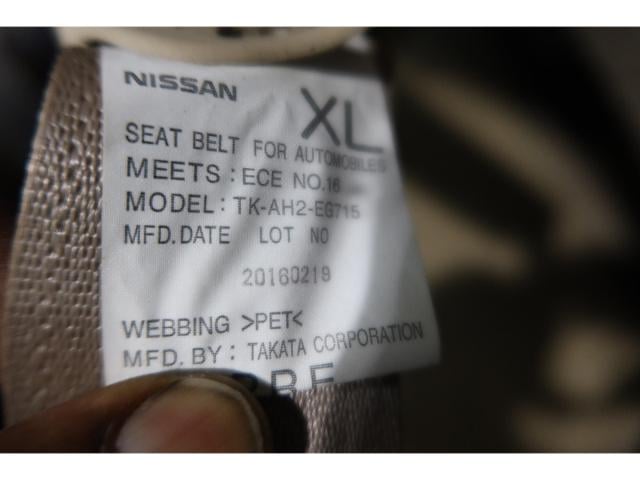 NISSAN
XL
SEAT BELT FOR AUTOMOBILES
MEETS : ECE NO.16
MODEL : TK-AH2-EG715
MFD.DATE LOT NO
20160219
WEBBING >PET<
MFD. BY : TAKATA CORPORATION